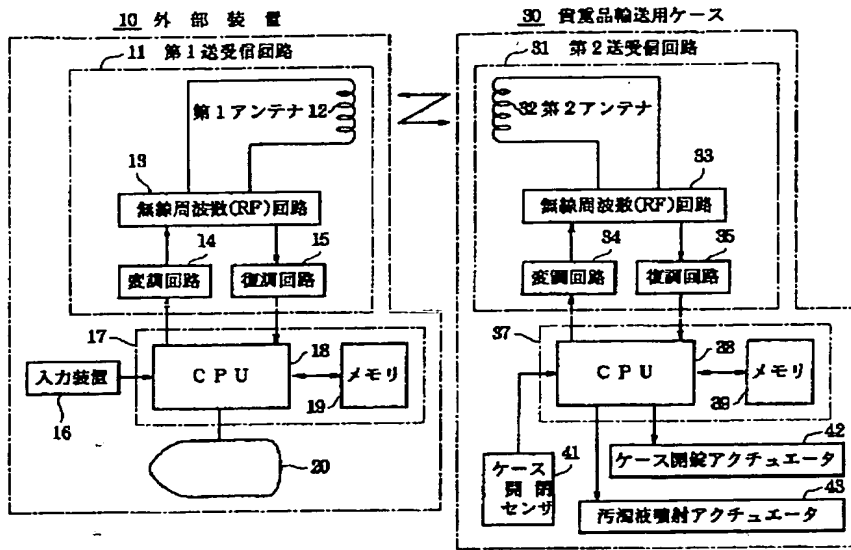 10 外部装置
11 第1送受信回路
第1アンテナ 12
13
無線周波数(RF)回路
14
15
変調回路
復調回路
17
18
CPU
メモリ
19
入力装置
16
20
30 貴重品輸送用ケース
31 第2送受信回路
32 第2アンテナ
33
無線周波数(RF)回路
34
35
変調回路
復調回路
37
38
CPU
メモリ
39
ケース
開閉
センサ
41
42
ケース開錠アクチュエータ
43
汚濁液噴射アクチュエータ